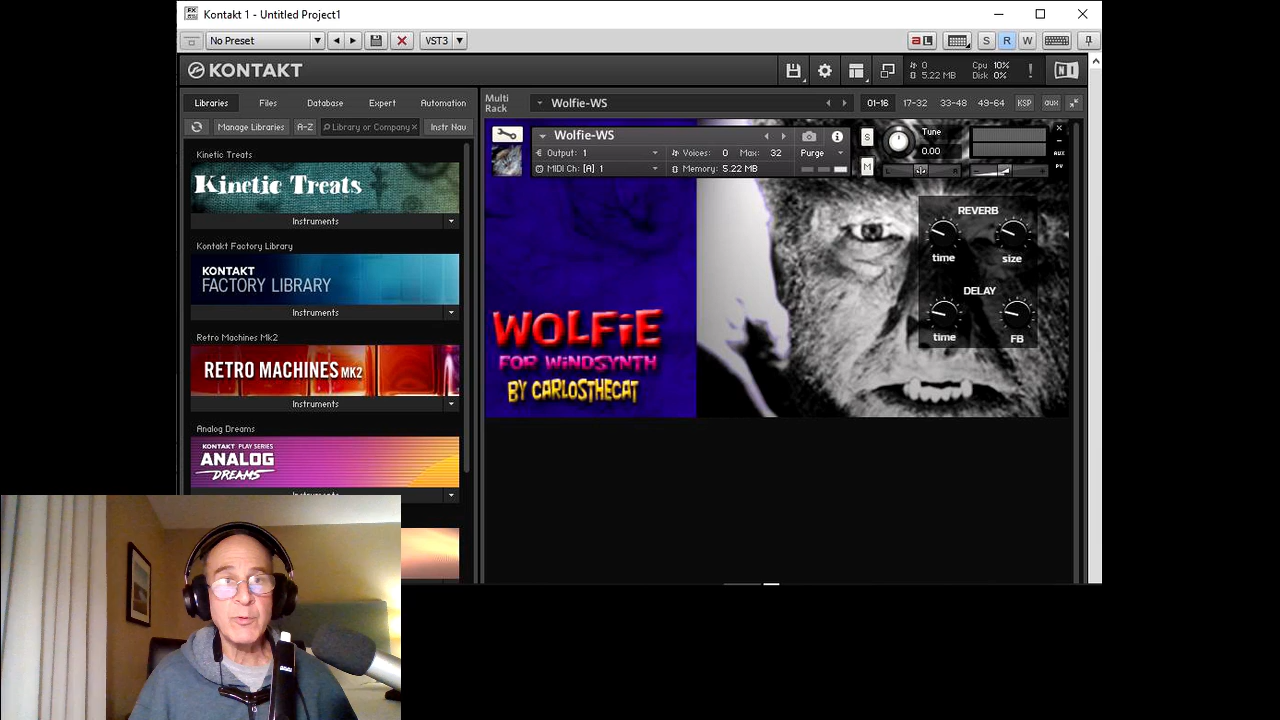 Kontakt 1 - Untitled Project1
No Preset
VST3
S R W
KONTAKT
0
5.22 MB
Cpu 10%
Disk 0%
!
Libraries Files Database Expert Automation
Manage Libraries A-Z Library or Company Instr Nav
Kinetic Treats
Kinetic Treats
Instruments
Kontakt Factory Library
KONTAKT
FACTORY LIBRARY
Instruments
Retro Machines Mk2
RETRO MACHINES MK2
Instruments
Analog Dreams
KONTAKT PLAY SERIES
ANALOG
DREAMS
Instruments
Multi
Rack
Wolfie-WS
01-16 17-32 33-48 49-64 KSP AUX
Wolfie-WS
Output: 1 Voices: 0 Max: 32 Purge
MIDI Ch: [A] 1 Memory: 5.22 MB
S
M
Tune
0.00
L R
- +
AUX
PV
REVERB
time size
DELAY
time FB
WOLFiE
FOR WiNDSYNTH
BY CARLOSTHECAT